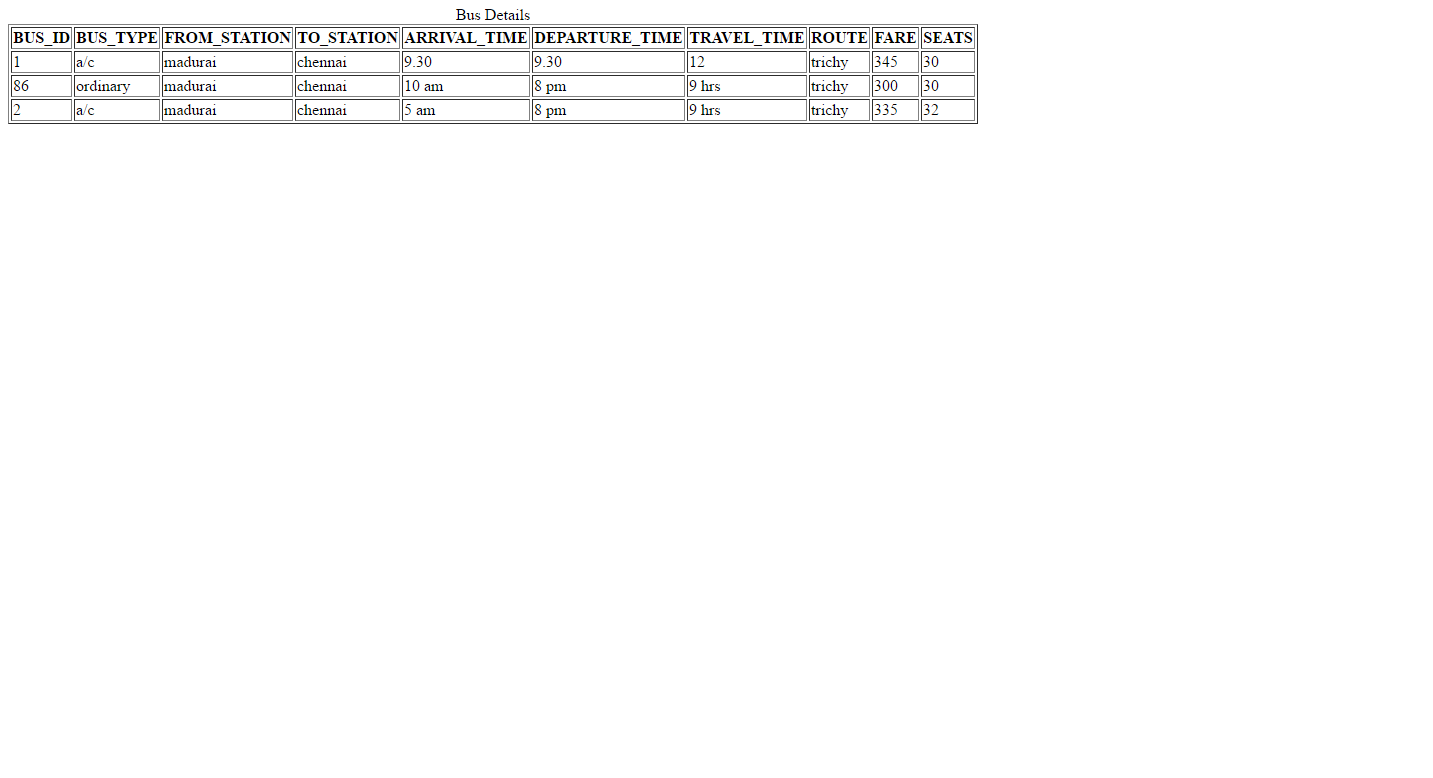 Bus Details
BUS_ID BUS_TYPE FROM_STATION TO_STATION ARRIVAL_TIME DEPARTURE_TIME TRAVEL_TIME ROUTE FARE SEATS
1 a/c madurai chennai 9.30 9.30 12 trichy 345 30
86 ordinary madurai chennai 10 am 8 pm 9 hrs trichy 300 30
2 a/c madurai chennai 5 am 8 pm 9 hrs trichy 335 32